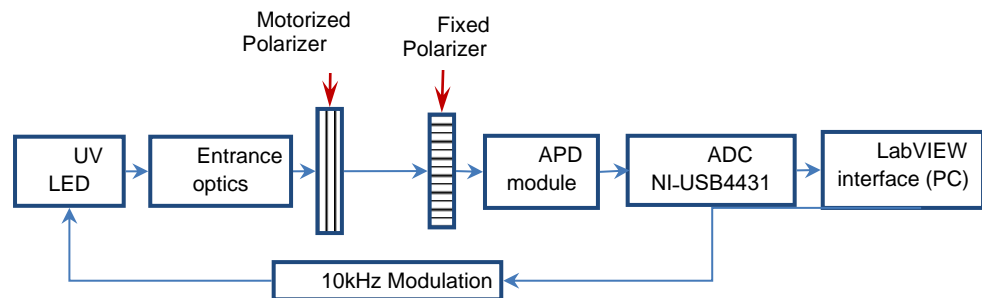 Motorized
Polarizer
Fixed
Polarizer
UV
LED
Entrance
optics
APD
module
ADC
NI-USB4431
LabVIEW
interface (PC)
10kHz Modulation